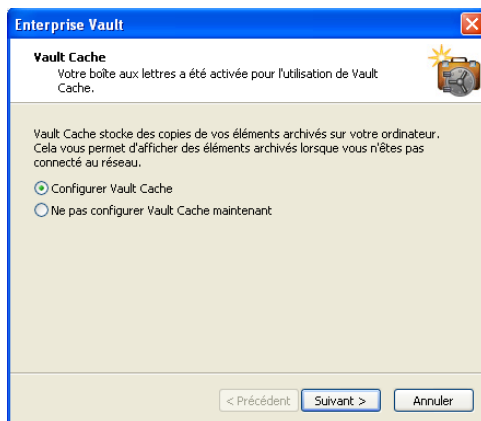 Enterprise Vault
Vault Cache
Votre boîte aux lettres a été activée pour l'utilisation de Vault
Cache.
Vault Cache stocke des copies de vos éléments archivés sur votre ordinateur.
Cela vous permet d'afficher des éléments archivés lorsque vous n'êtes pas
connecté au réseau.
Configurer Vault Cache
Ne pas configurer Vault Cache maintenant
< Précédent
Suivant >
Annuler